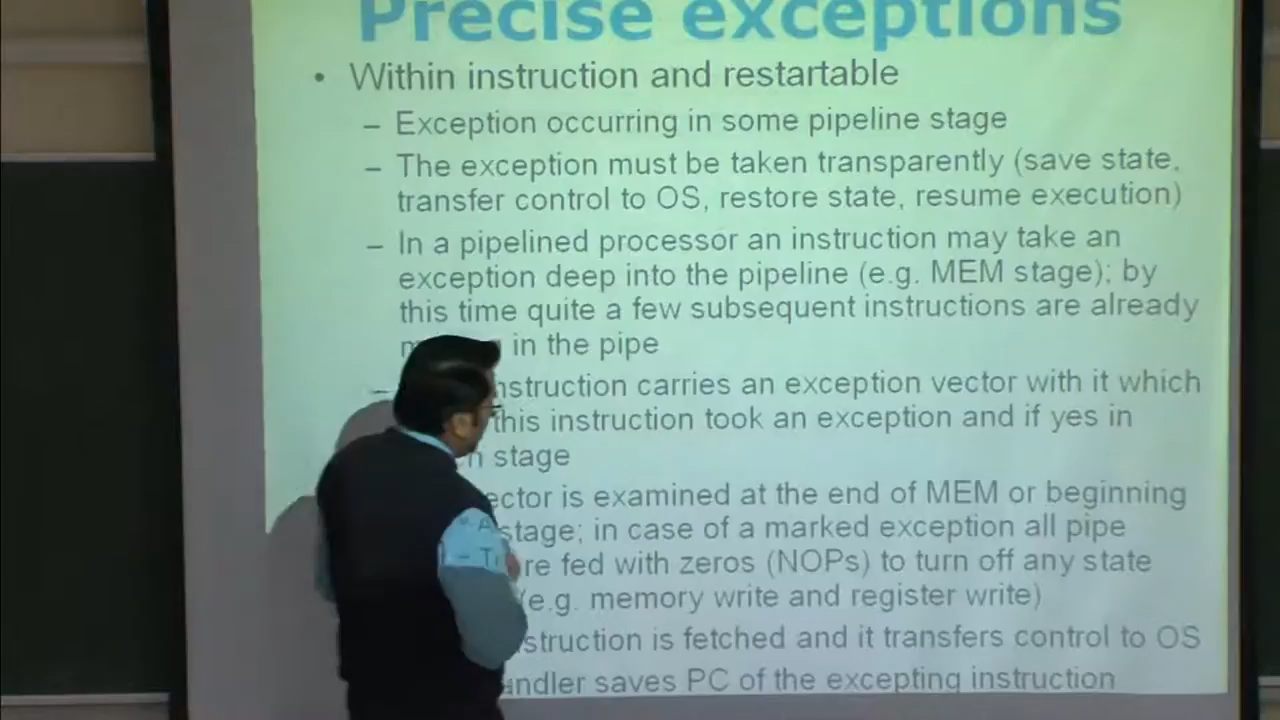 Precise exceptions
• Within instruction and restartable
– Exception occurring in some pipeline stage
– The exception must be taken transparently (save state,
transfer control to OS, restore state, resume execution)
– In a pipelined processor an instruction may take an
exception deep into the pipeline (e.g. MEM stage); by
this time quite a few subsequent instructions are already
in the pipe
– nstruction carries an exception vector with it which
this instruction took an exception and if yes in
stage
ector is examined at the end of MEM or beginning
stage; in case of a marked exception all pipe
re fed with zeros (NOPs) to turn off any state
(e.g. memory write and register write)
struction is fetched and it transfers control to OS
andler saves PC of the excepting instruction